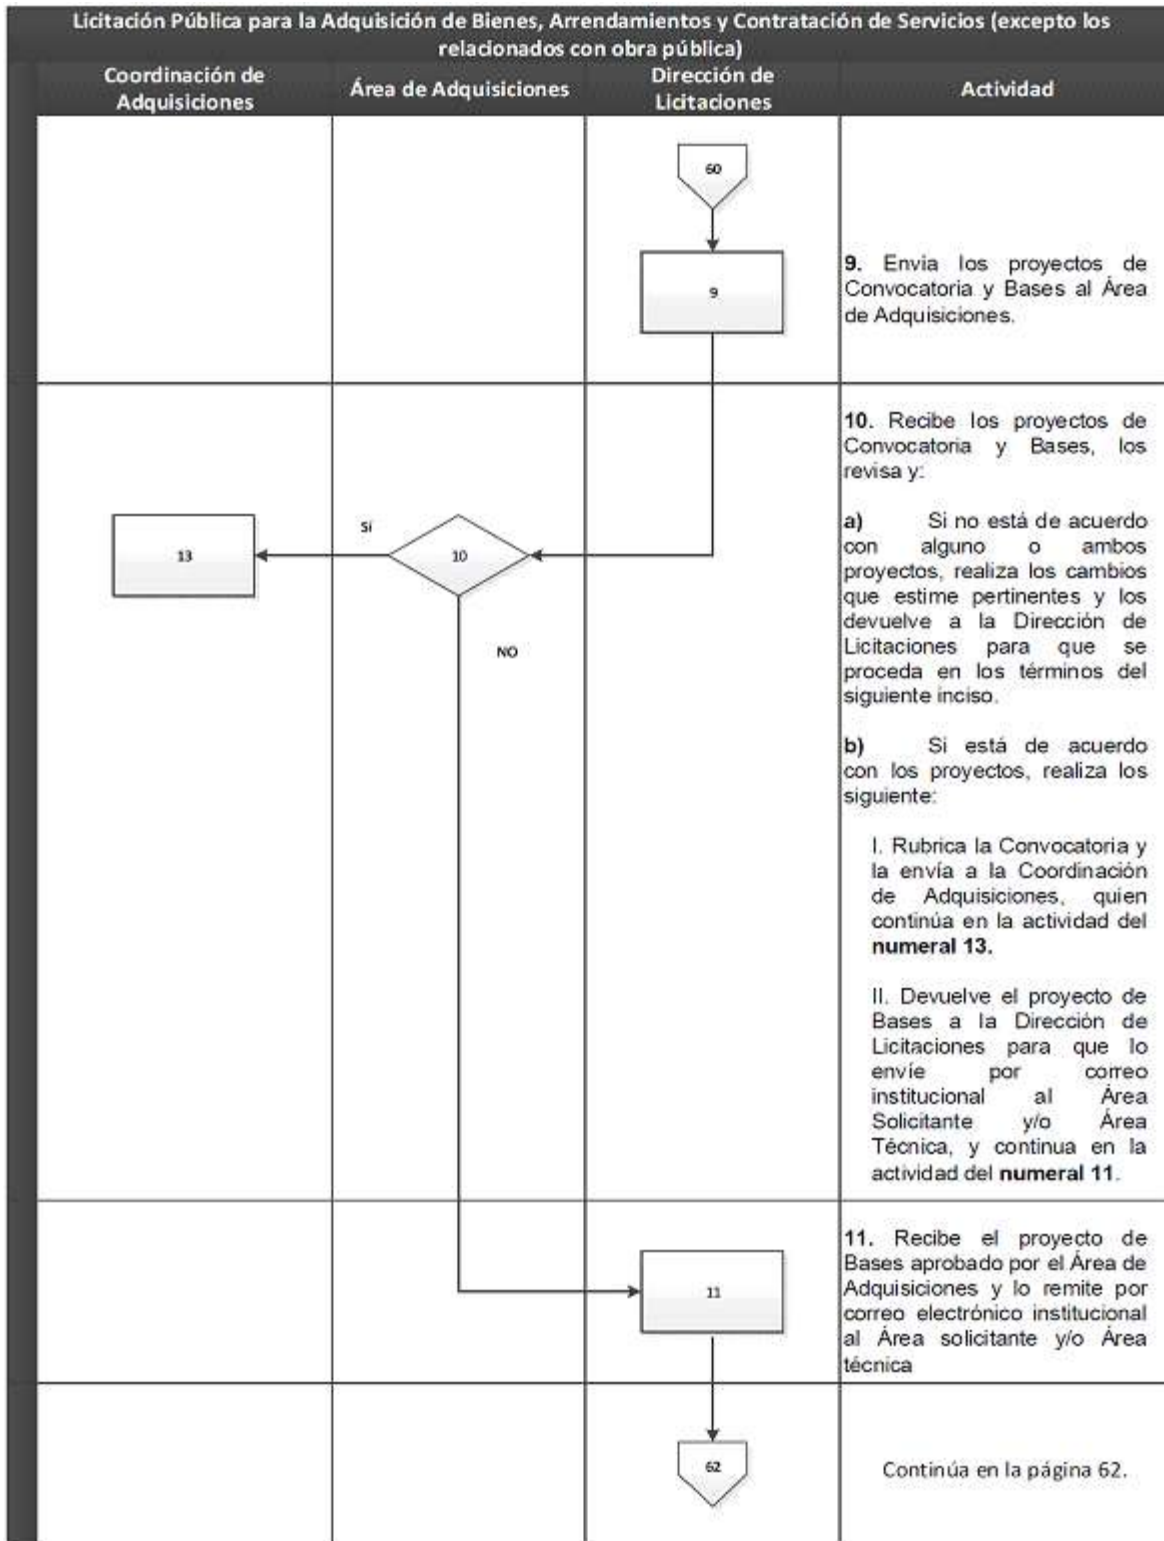 Licitación Pública para la Adquisición de Bienes, Arrendamientos y Contratación de Servicios (excepto los
relacionados con obra pública)
Coordinación de
Adquisiciones
Área de Adquisiciones
Dirección de
Licitaciones
Actividad
60
9
9. Envia los proyectos de
Convocatoria y Bases al Área
de Adquisiciones.
13
Sí
10
NO
10. Recibe los proyectos de
Convocatoria y Bases, los
revisa y:
a) Si no está de acuerdo
con alguno o ambos
proyectos, realiza los cambios
que estime pertinentes y los
devuelve a la Dirección de
Licitaciones para que se
proceda en los términos del
siguiente inciso.
b) Si está de acuerdo
con los proyectos, realiza los
siguiente:
I. Rubrica la Convocatoria y
la envía a la Coordinación
de Adquisiciones, quien
continúa en la actividad del
numeral 13.
II. Devuelve el proyecto de
Bases a la Dirección de
Licitaciones para que lo
envíe por correo
institucional al Área
Solicitante y/o Área
Técnica, y continua en la
actividad del numeral 11.
11
11. Recibe el proyecto de
Bases aprobado por el Área de
Adquisiciones y lo remite por
correo electrónico institucional
al Área solicitante y/o Área
técnica
62
Continúa en la página 62.